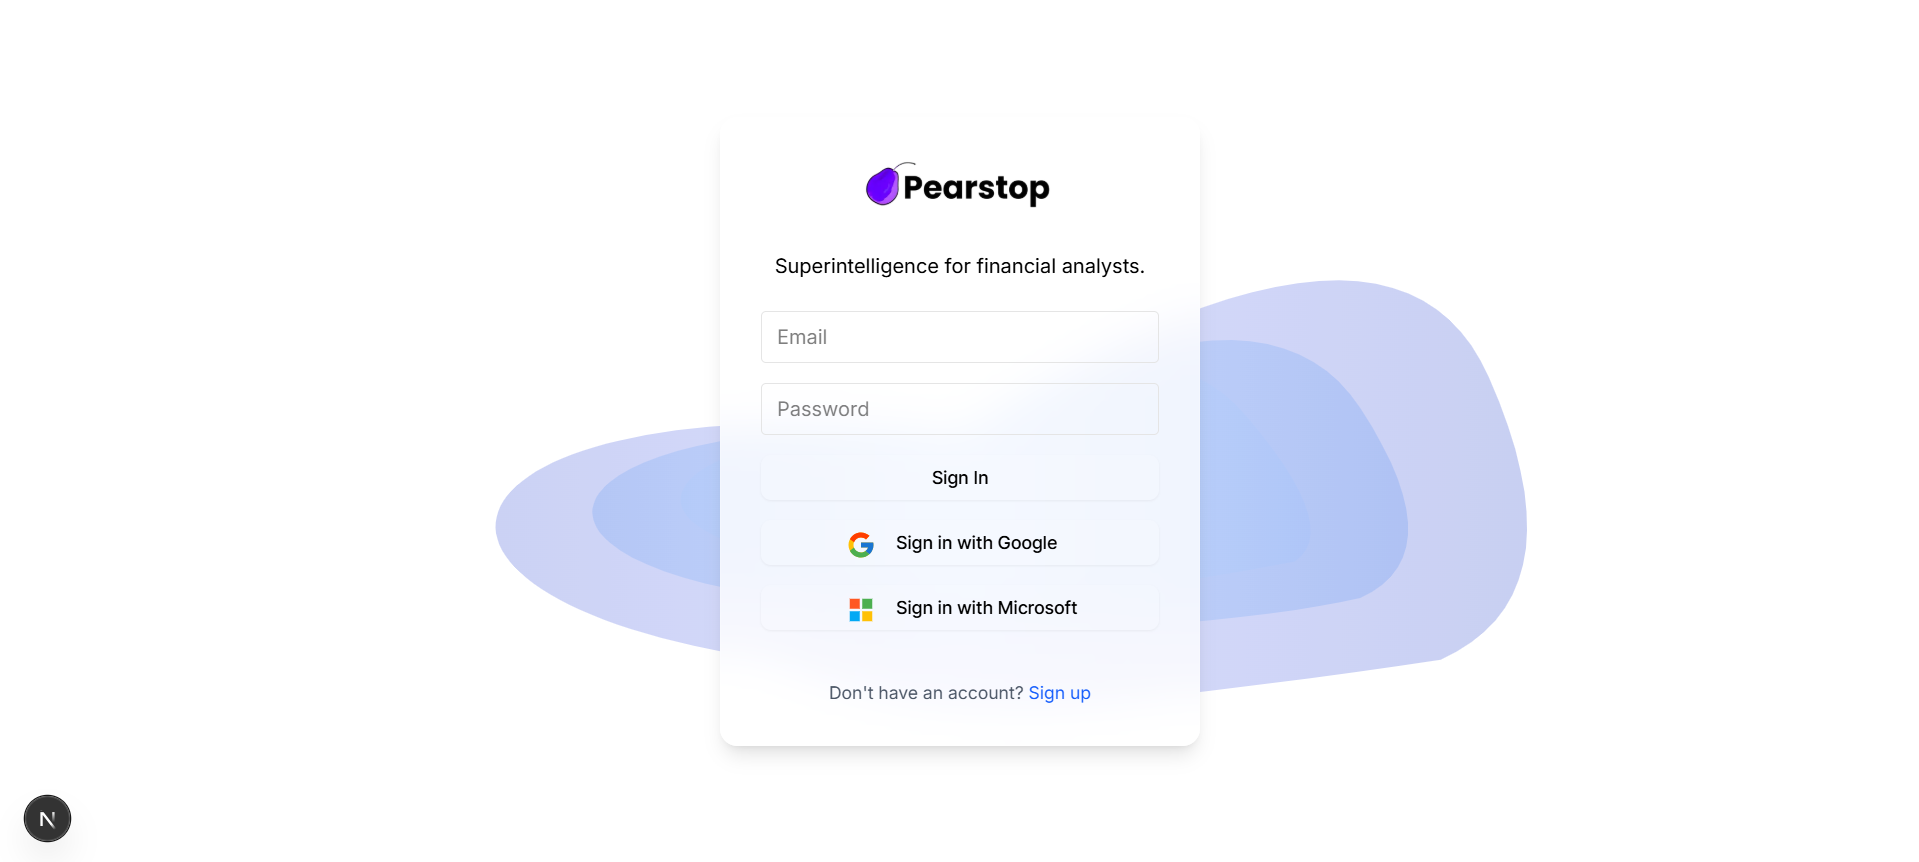 Pearstop
Superintelligence for financial analysts.
Email
Password
Sign In
Sign in with Google
Sign in with Microsoft
Don't have an account? Sign up
N